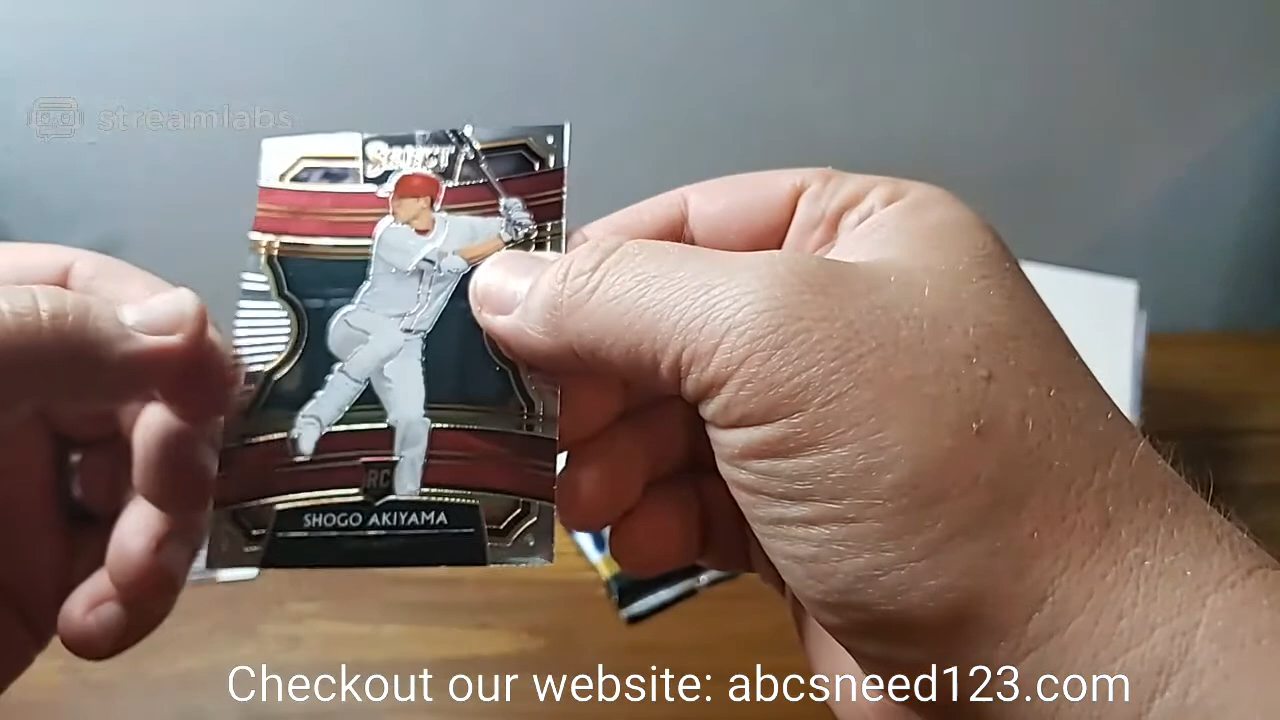 streamlabs
SELECT
RC
SHOGO AKIYAMA
Checkout our website: abcsneed123.com